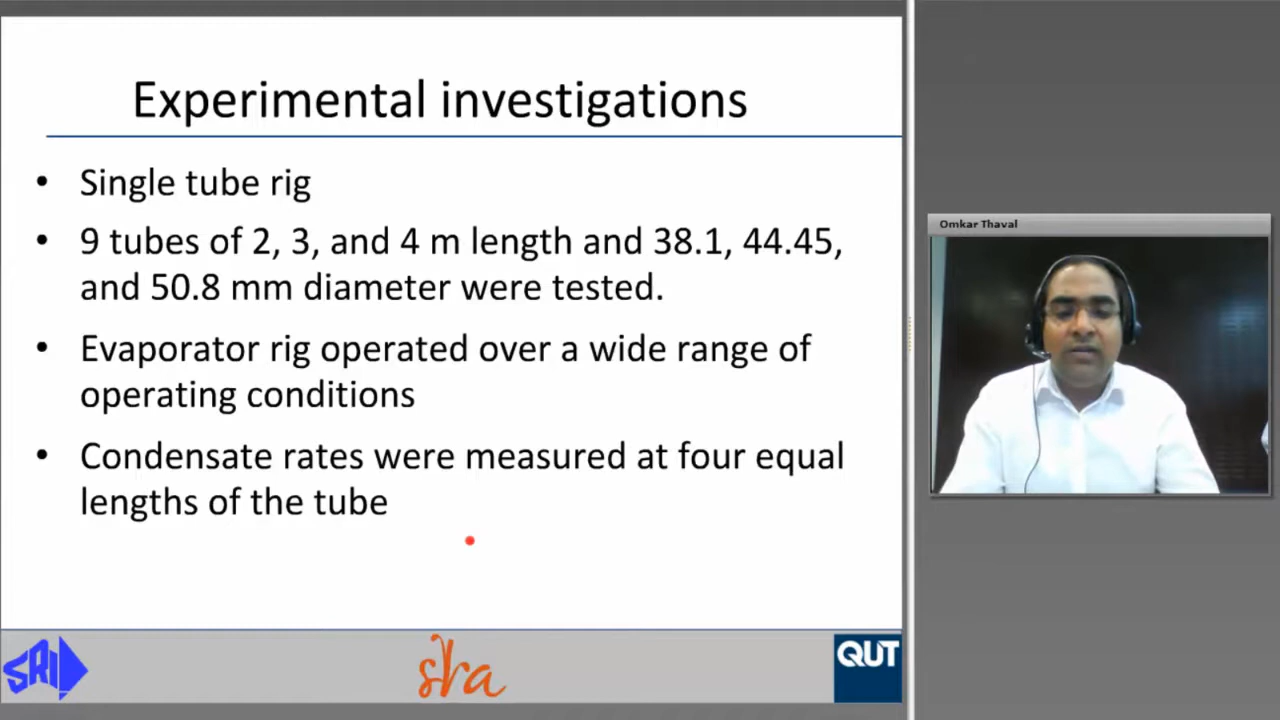 Experimental investigations
• Single tube rig
• 9 tubes of 2, 3, and 4 m length and 38.1, 44.45,
and 50.8 mm diameter were tested.
• Evaporator rig operated over a wide range of
operating conditions
• Condensate rates were measured at four equal
lengths of the tube
Omkar Thaval
SRI
sra
QUT